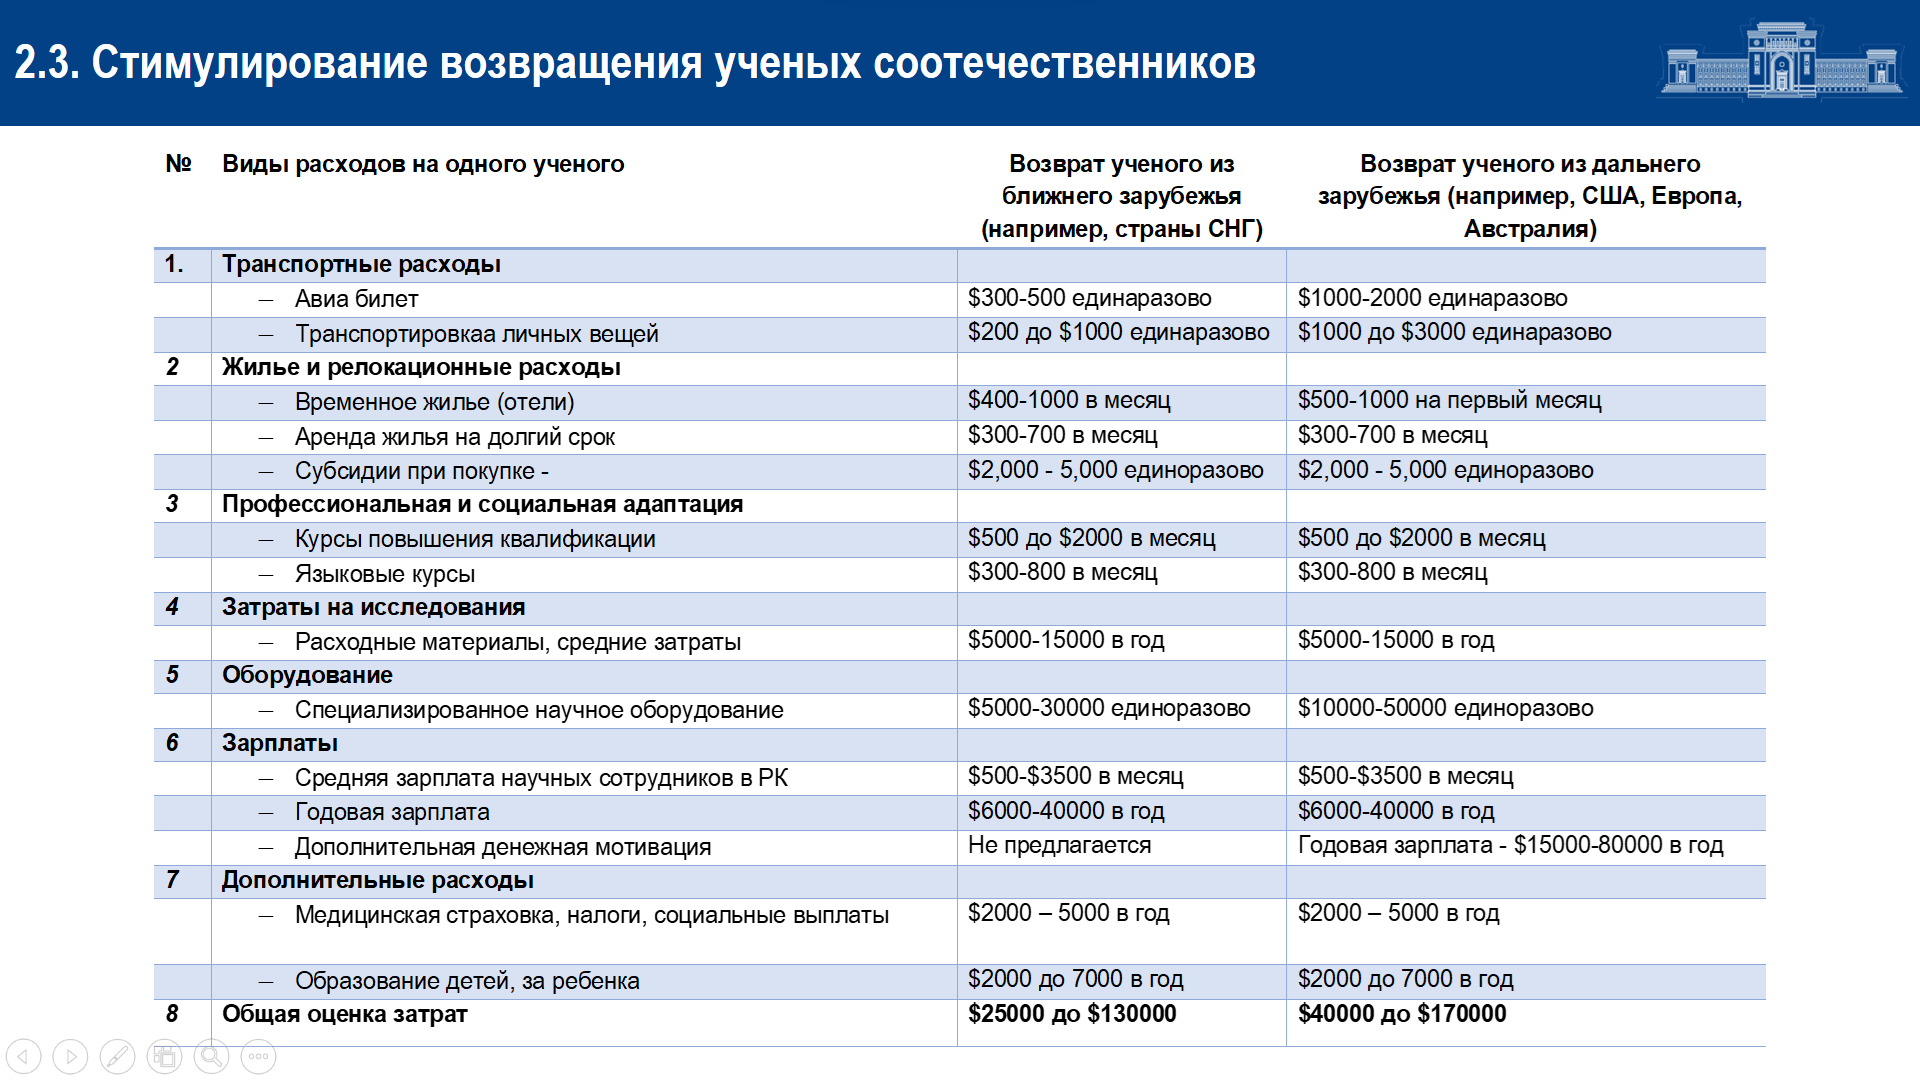 2.3. Стимулирование возвращения ученых соотечественников
№ Виды расходов на одного ученого Возврат ученого из ближнего зарубежья (например, страны СНГ) Возврат ученого из дальнего зарубежья (например, США, Европа, Австралия)
1. Транспортные расходы
— Авиа билет $300-500 единаразово $1000-2000 единаразово
— Транспортировкаа личных вещей $200 до $1000 единаразово $1000 до $3000 единаразово
2 Жилье и релокационные расходы
— Временное жилье (отели) $400-1000 в месяц $500-1000 на первый месяц
— Аренда жилья на долгий срок $300-700 в месяц $300-700 в месяц
— Субсидии при покупке - $2,000 - 5,000 единоразово $2,000 - 5,000 единоразово
3 Профессиональная и социальная адаптация
— Курсы повышения квалификации $500 до $2000 в месяц $500 до $2000 в месяц
— Языковые курсы $300-800 в месяц $300-800 в месяц
4 Затраты на исследования
— Расходные материалы, средние затраты $5000-15000 в год $5000-15000 в год
5 Оборудование
— Специализированное научное оборудование $5000-30000 единоразово $10000-50000 единоразово
6 Зарплаты
— Средняя зарплата научных сотрудников в РК $500-$3500 в месяц $500-$3500 в месяц
— Годовая зарплата $6000-40000 в год $6000-40000 в год
— Дополнительная денежная мотивация Не предлагается Годовая зарплата - $15000-80000 в год
7 Дополнительные расходы
— Медицинская страховка, налоги, социальные выплаты $2000 – 5000 в год $2000 – 5000 в год
— Образование детей, за ребенка $2000 до 7000 в год $2000 до 7000 в год
8 Общая оценка затрат $25000 до $130000 $40000 до $170000